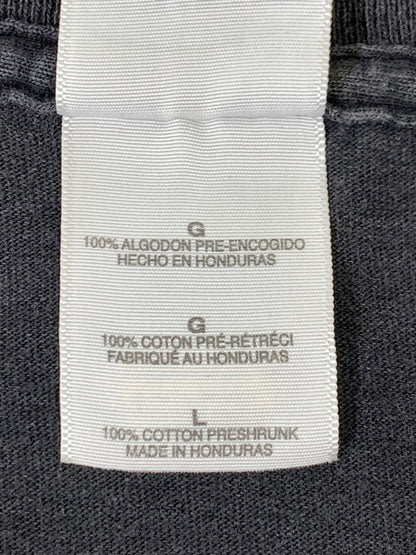 G
100% ALGODON PRE-ENCOGIDO
HECHO EN HONDURAS
G
100% COTON PRÉ-RÉTRÉCI
FABRIQUÉ AU HONDURAS
L
100% COTTON PRESHRUNK
MADE IN HONDURAS